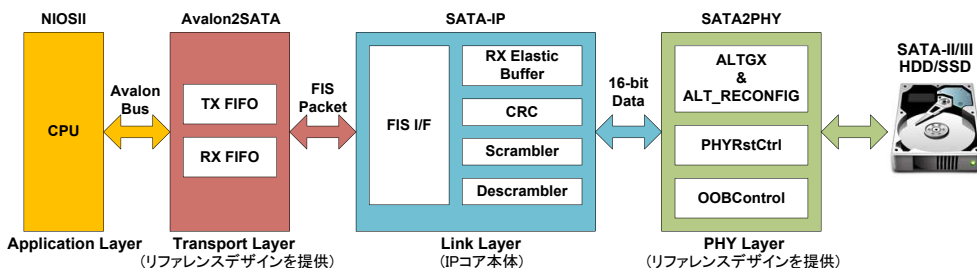 NIOSII
Avalon2SATA
SATA-IP
SATA2PHY
SATA-II/III
HDD/SSD
CPU
Avalon
Bus
TX FIFO
RX FIFO
FIS
Packet
FIS I/F
RX Elastic
Buffer
CRC
Scrambler
Descrambler
16-bit
Data
ALTGX
&
ALT_RECONFIG
PHYRstCtrl
OOBControl
Application Layer
Transport Layer
(リファレンスデザインを提供)
Link Layer
(IPコア本体)
PHY Layer
(リファレンスデザインを提供)